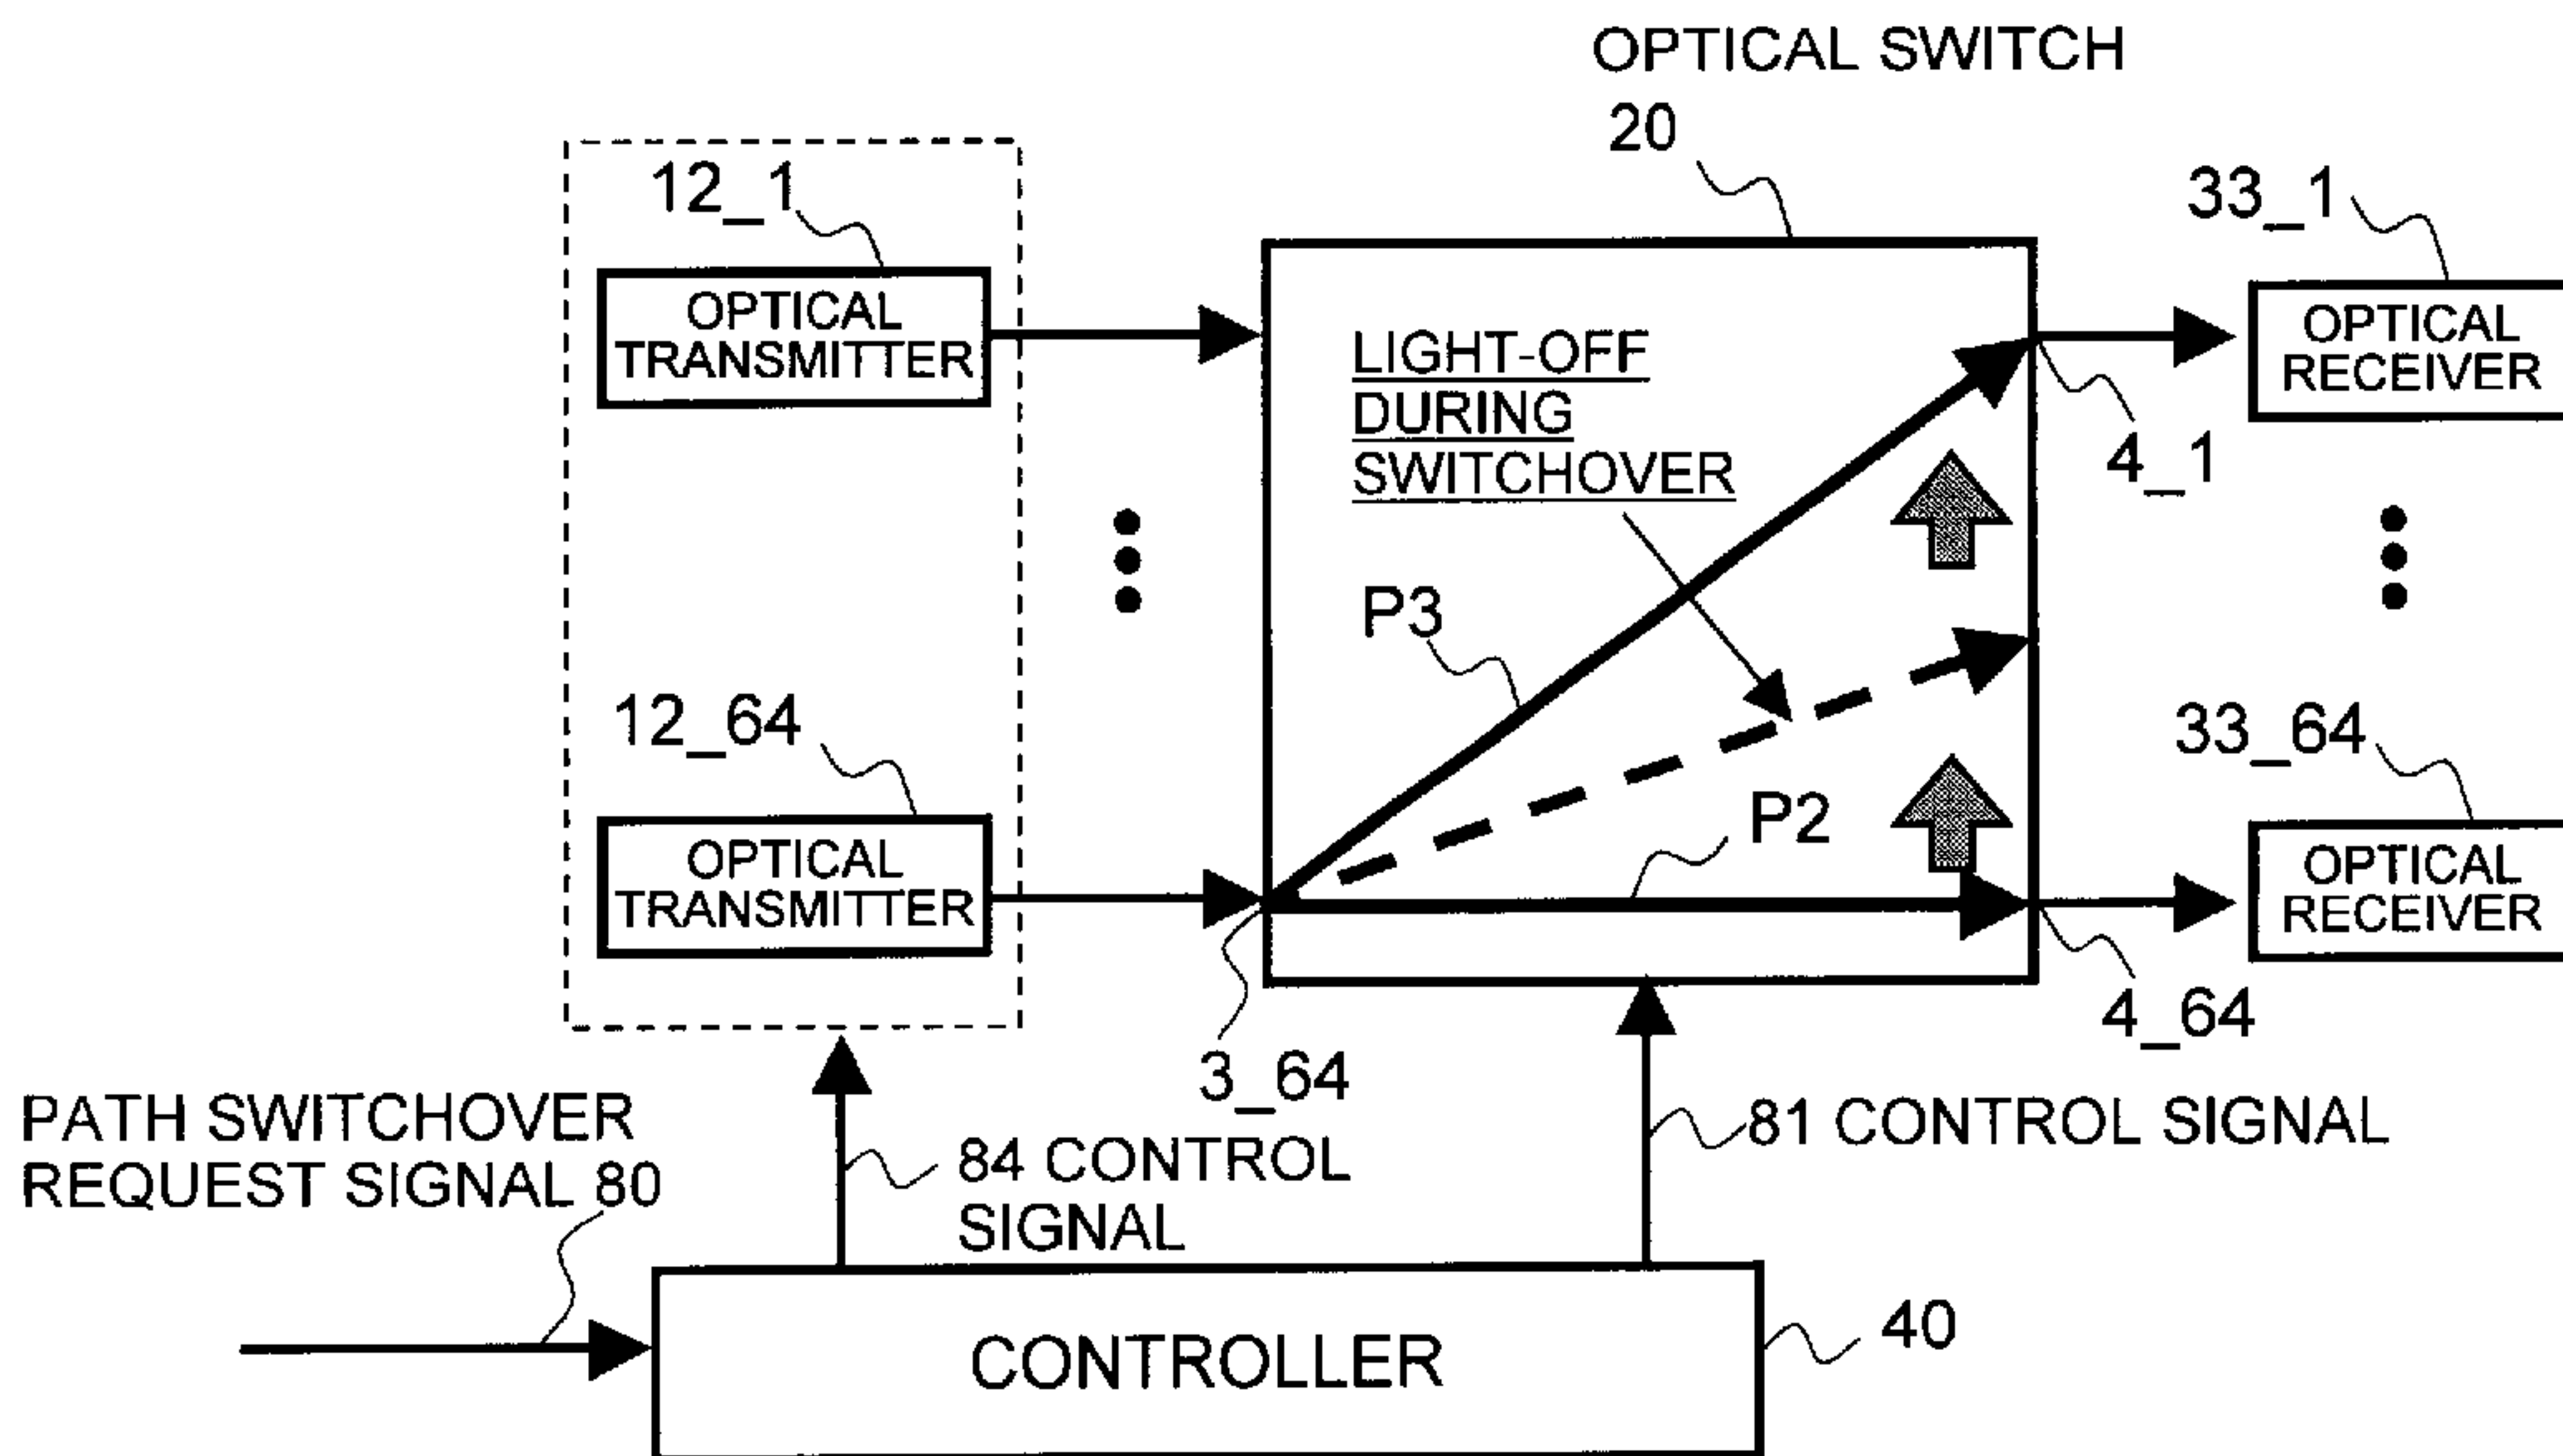 OPTICAL SWITCH
20
12_1
33_1
OPTICAL
TRANSMITTER
LIGHT-OFF
DURING
SWITCHOVER
OPTICAL
RECEIVER
4_1
P3
12_64
33_64
P2
OPTICAL
TRANSMITTER
OPTICAL
RECEIVER
3_64
4_64
PATH SWITCHOVER
REQUEST SIGNAL 80
84 CONTROL
SIGNAL
81 CONTROL SIGNAL
CONTROLLER
40